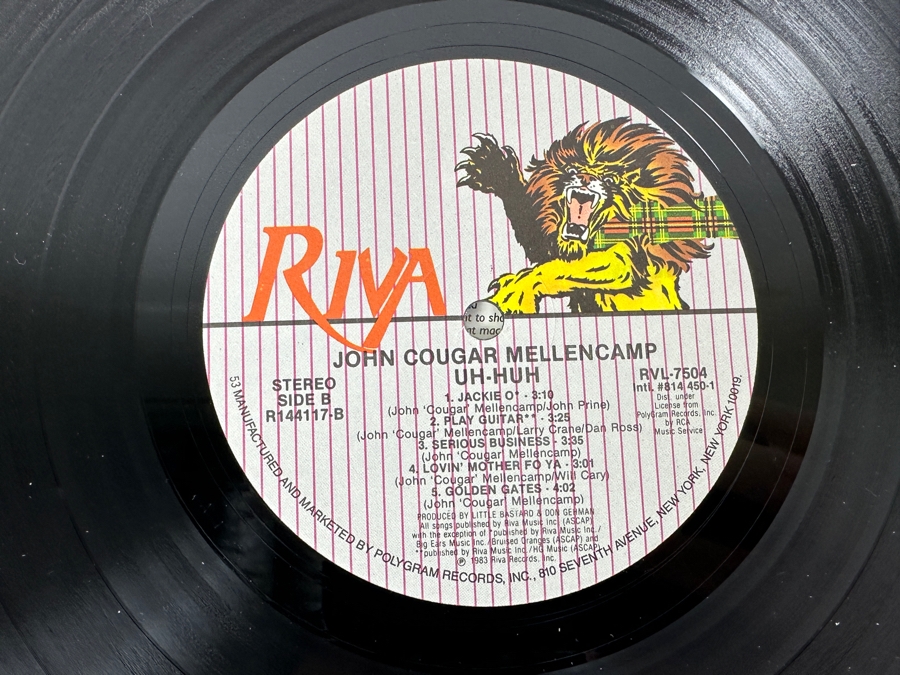 RIVA
d
it to sho
at mac
JOHN COUGAR MELLENCAMP
UH-HUH
STEREO
SIDE B
R144117-B
RVL-7504
Intl. #814 450-1
Dist. under
License from
PolyGram Records, Inc.
by RCA
Music Service
1. JACKIE O* - 3:10
(John 'Cougar' Mellencamp/John Prine)
2. PLAY GUITAR** - 3:25
(John 'Cougar' Mellencamp/Larry Crane/Dan Ross)
3. SERIOUS BUSINESS - 3:35
(John 'Cougar' Mellencamp)
4. LOVIN' MOTHER FO YA - 3:01
(John 'Cougar' Mellencamp/Will Cary)
5. GOLDEN GATES - 4:02
(John 'Cougar' Mellencamp)
PRODUCED BY LITTLE BASTARD & DON GEHMAN
All songs published by Riva Music Inc. (ASCAP)
with the exception of *published by Riva Music Inc./
Big Ears Music Inc./Bruised Oranges (ASCAP) and
**published by Riva Music Inc./HG Music (ASCAP)
℗ 1983 Riva Records, Inc.
53 MANUFACTURED AND MARKETED BY POLYGRAM RECORDS, INC., 810 SEVENTH AVENUE, NEW YORK, NEW YORK 10019.